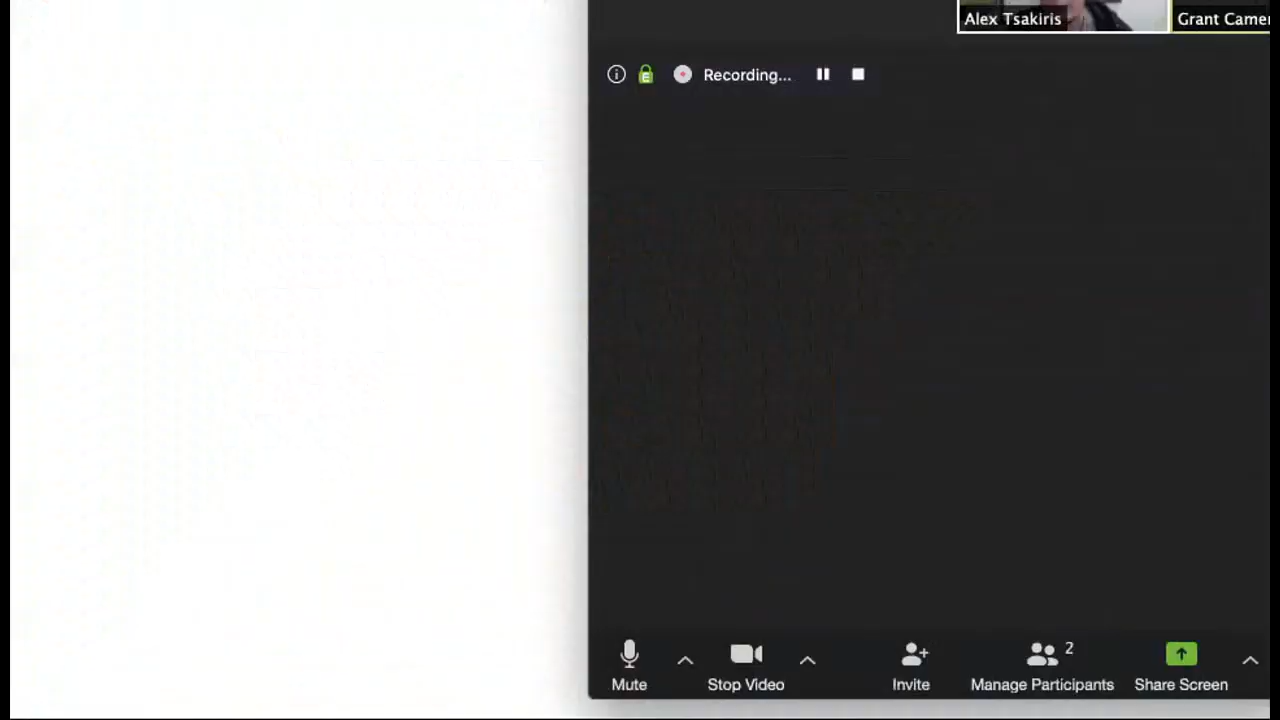 Alex Tsakiris
Grant Camer
Recording...
E
2
Mute
Stop Video
Invite
Manage Participants
Share Screen